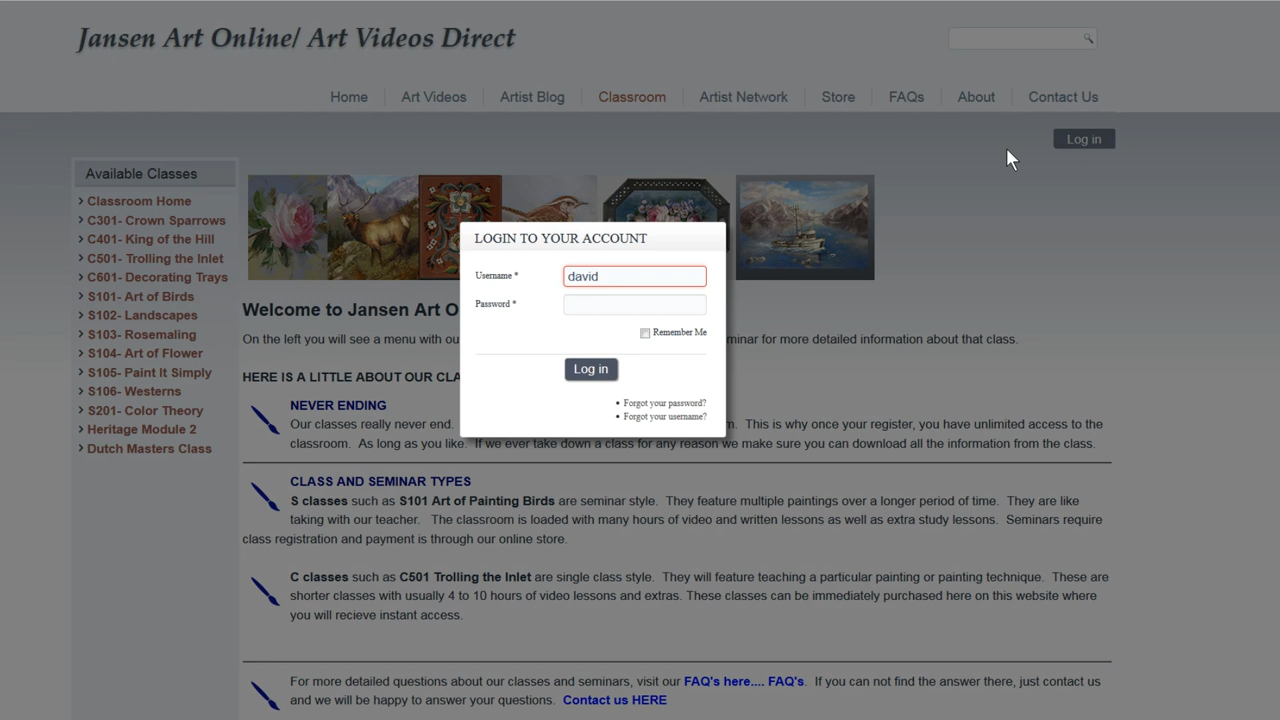 Jansen Art Online/ Art Videos Direct
Home
Art Videos
Artist Blog
Classroom
Artist Network
Store
FAQs
About
Contact Us
Log in
Available Classes
Classroom Home
C301- Crown Sparrows
C401- King of the Hill
C501- Trolling the Inlet
C601- Decorating Trays
S101- Art of Birds
S102- Landscapes
S103- Rosemaling
S104- Art of Flower
S105- Paint It Simply
S106- Westerns
S201- Color Theory
Heritage Module 2
Dutch Masters Class
LOGIN TO YOUR ACCOUNT
Username *
david
Password *
Remember Me
Log in
Forgot your password?
Forgot your username?
Welcome to Jansen Art O
On the left you will see a menu with ou minar for more detailed information about that class.
HERE IS A LITTLE ABOUT OUR CLA
NEVER ENDING
Our classes really never end. m. This is why once your register, you have unlimited access to the
classroom. As long as you like. If we ever take down a class for any reason we make sure you can download all the information from the class.
CLASS AND SEMINAR TYPES
S classes such as S101 Art of Painting Birds are seminar style. They feature multiple paintings over a longer period of time. They are like
taking with our teacher. The classroom is loaded with many hours of video and written lessons as well as extra study lessons. Seminars require
class registration and payment is through our online store.
C classes such as C501 Trolling the Inlet are single class style. They will feature teaching a particular painting or painting technique. These are
shorter classes with usually 4 to 10 hours of video lessons and extras. These classes can be immediately purchased here on this website where
you will recieve instant access.
For more detailed questions about our classes and seminars, visit our FAQ's here.... FAQ's. If you can not find the answer there, just contact us
and we will be happy to answer your questions. Contact us HERE